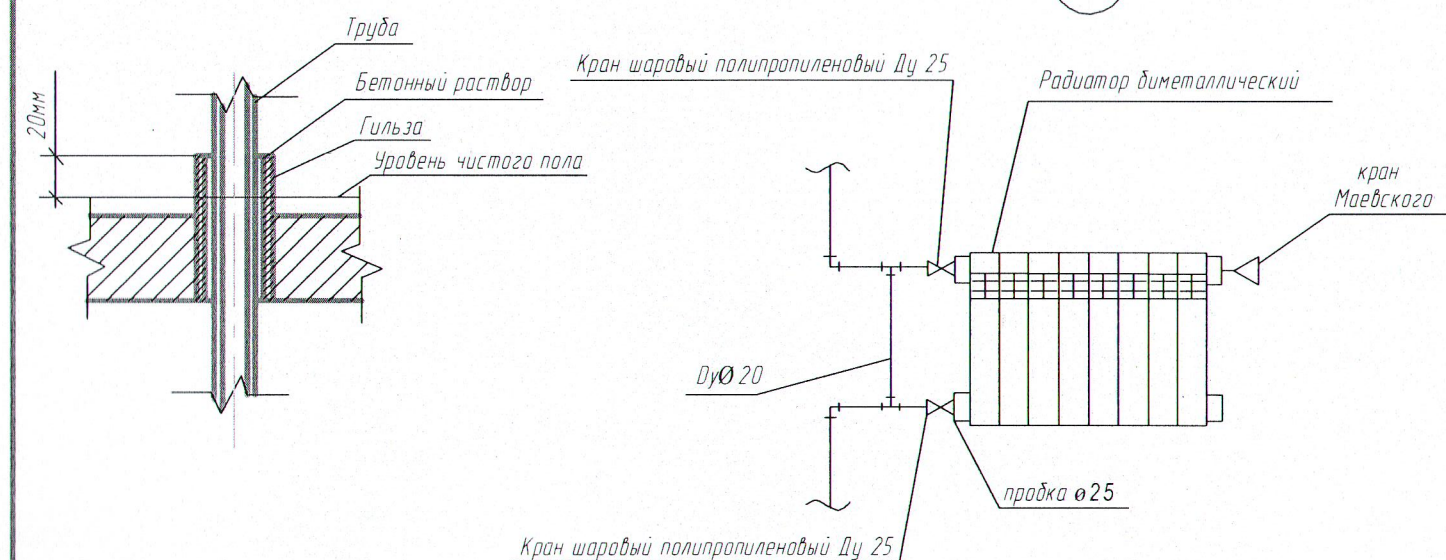 Труба
Бетонный раствор
Гильза
Уровень чистого пола
20мм
Кран шаровый полипропиленовый Ду 25
Радиатор биметаллический
кран
Маевского
DуØ 20
пробка ø25
Кран шаровый полипропиленовый Ду 25